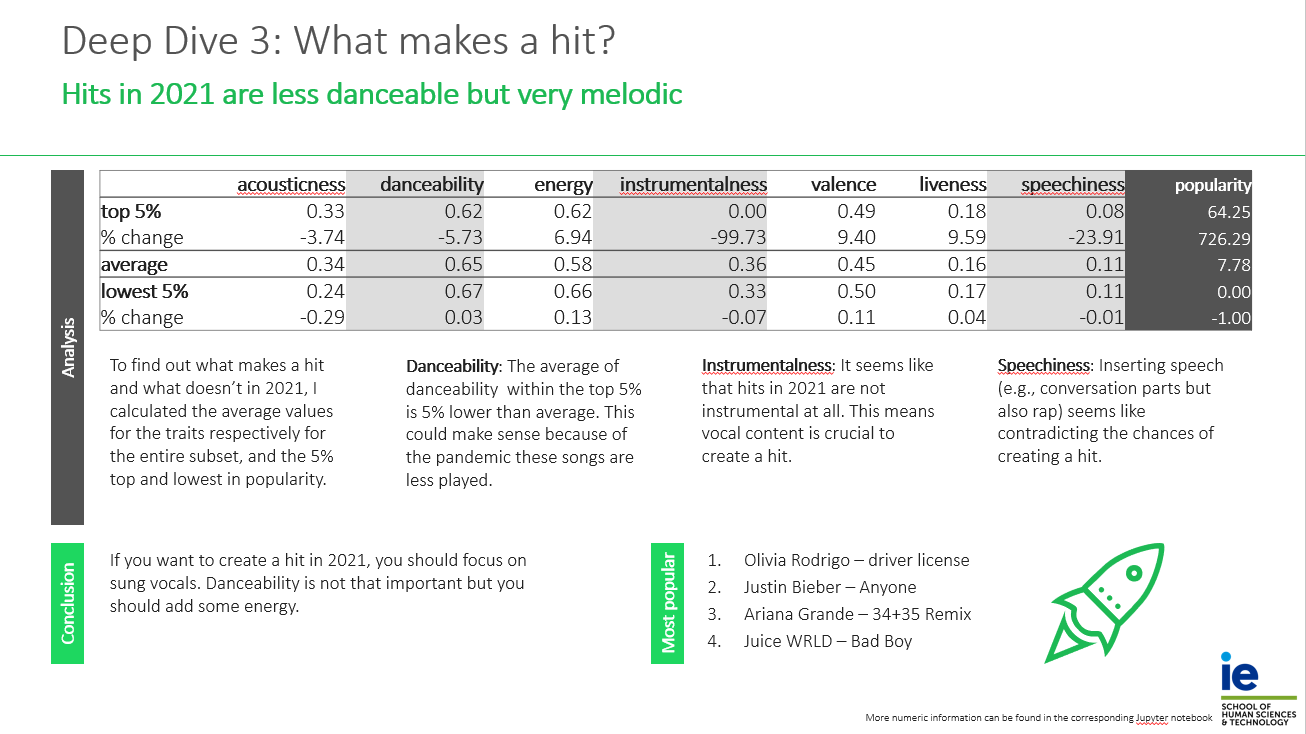 Deep Dive 3: What makes a hit?
Hits in 2021 are less danceable but very melodic
Analysis
acousticness danceability energy instrumentalness valence liveness speechiness popularity
top 5% 0.33 0.62 0.62 0.00 0.49 0.18 0.08 64.25
% change -3.74 -5.73 6.94 -99.73 9.40 9.59 -23.91 726.29
average 0.34 0.65 0.58 0.36 0.45 0.16 0.11 7.78
lowest 5% 0.24 0.67 0.66 0.33 0.50 0.17 0.11 0.00
% change -0.29 0.03 0.13 -0.07 0.11 0.04 -0.01 -1.00
To find out what makes a hit
and what doesn't in 2021, I
calculated the average values
for the traits respectively for
the entire subset, and the 5%
top and lowest in popularity.
Danceability: The average of
danceability within the top 5%
is 5% lower than average. This
could make sense because of
the pandemic these songs are
less played.
Instrumentalness: It seems like
that hits in 2021 are not
instrumental at all. This means
vocal content is crucial to
create a hit.
Speechiness: Inserting speech
(e.g., conversation parts but
also rap) seems like
contradicting the chances of
creating a hit.
Conclusion
If you want to create a hit in 2021, you should focus on
sung vocals. Danceability is not that important but you
should add some energy.
Most popular
1. Olivia Rodrigo – driver license
2. Justin Bieber – Anyone
3. Ariana Grande – 34+35 Remix
4. Juice WRLD – Bad Boy
ie
SCHOOL OF
HUMAN SCIENCES
& TECHNOLOGY
More numeric information can be found in the corresponding Jupyter notebook